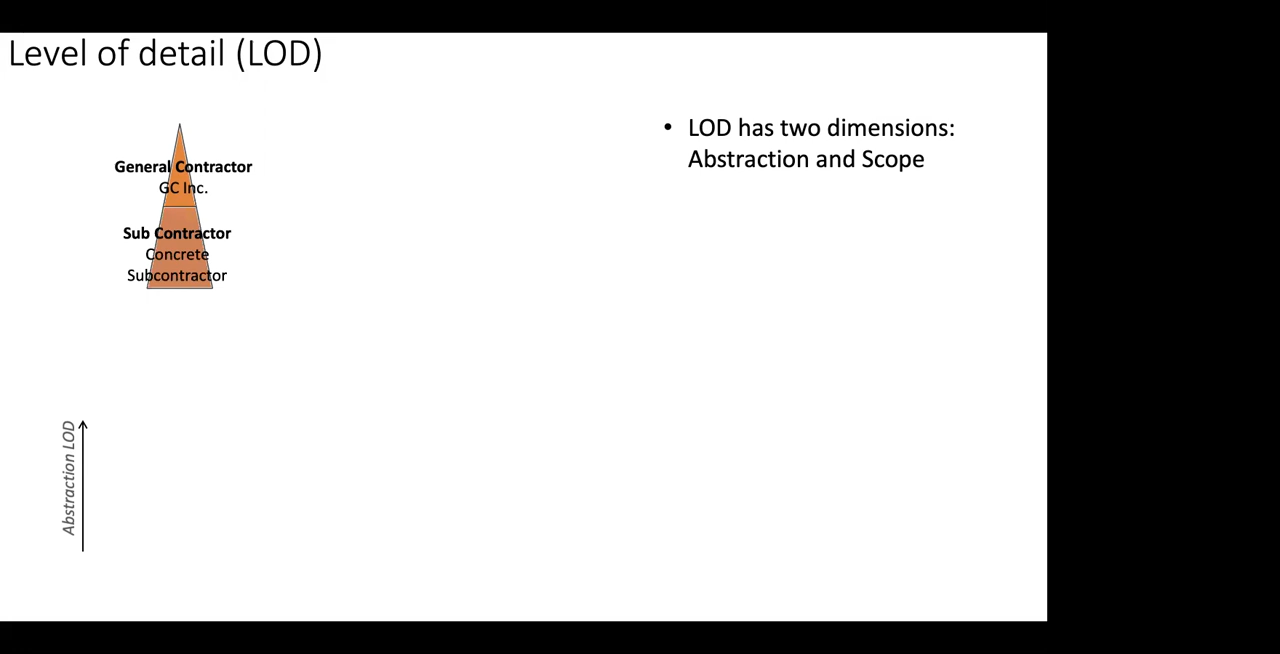 Level of detail (LOD)
General Contractor
GC Inc.
Sub Contractor
Concrete
Subcontractor
Abstraction LOD
• LOD has two dimensions:
Abstraction and Scope